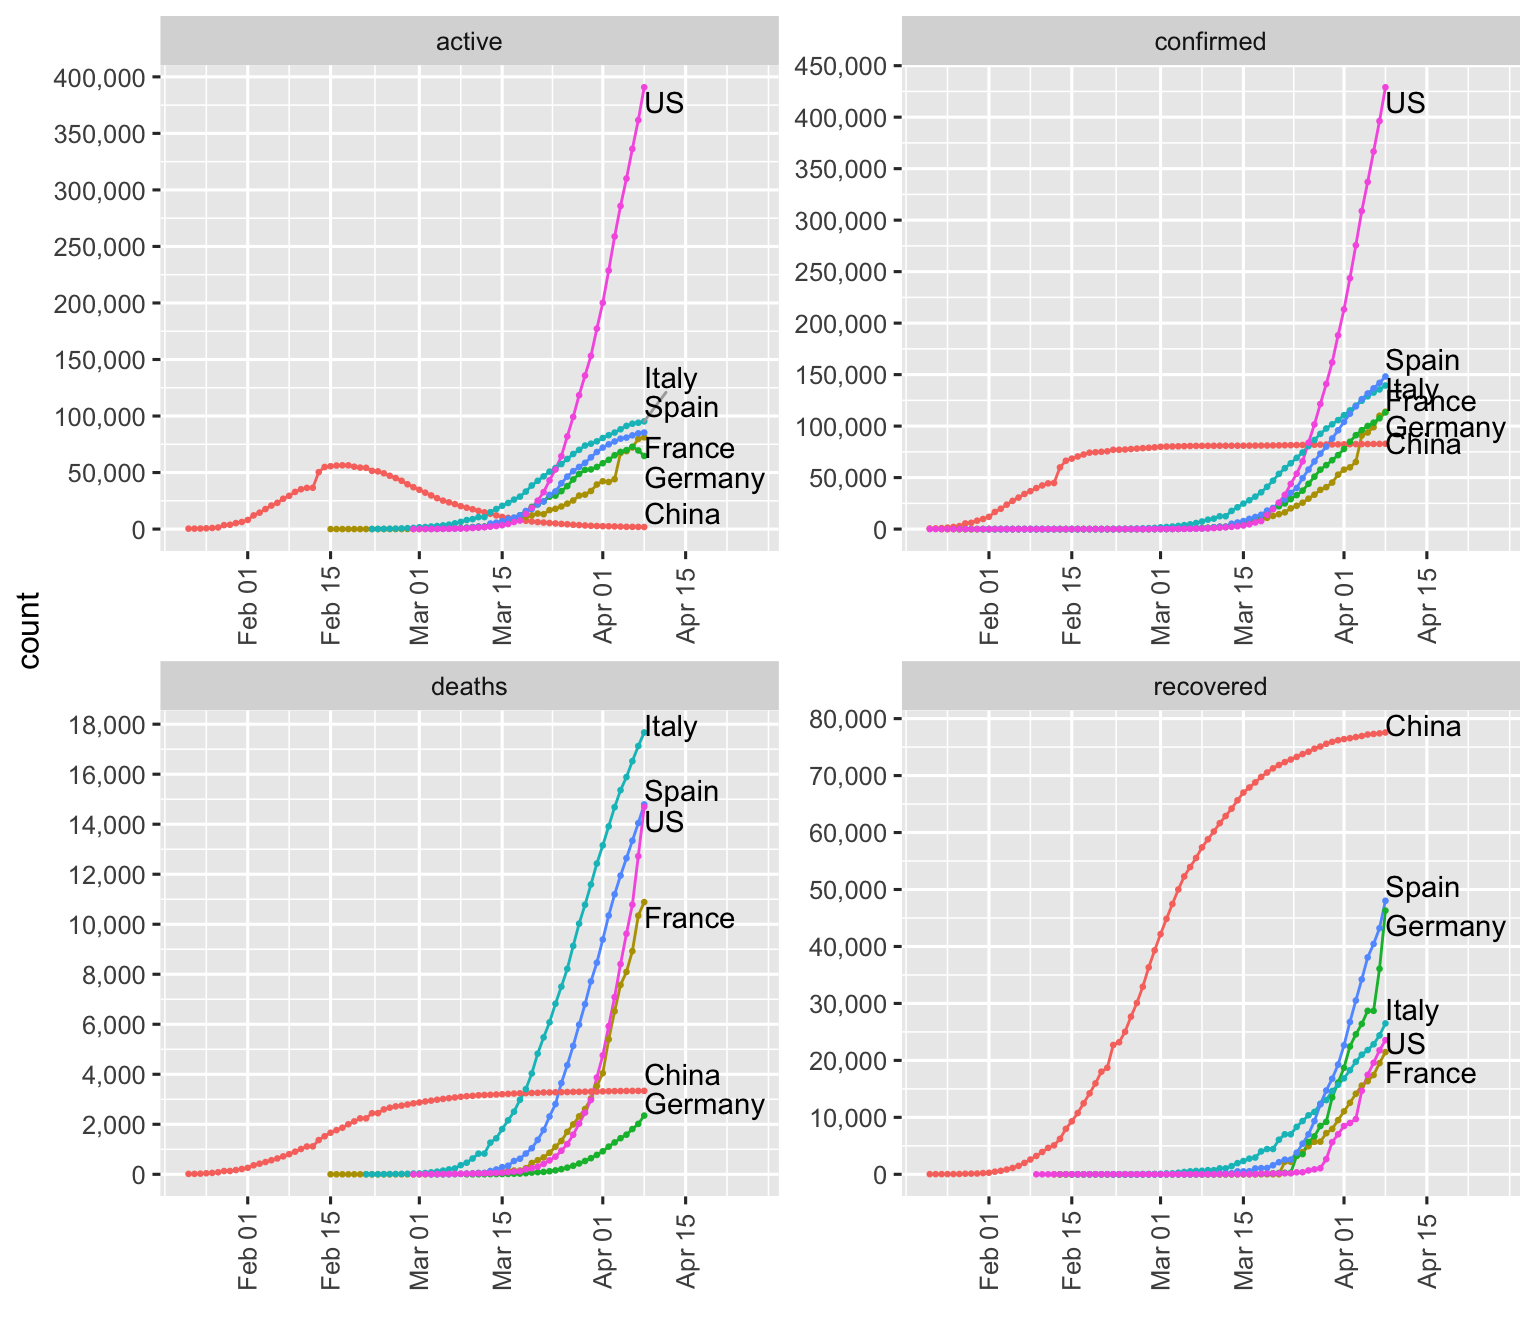 active
confirmed
400,000
350,000
300,000
250,000
200,000
150,000
100,000
50,000
0
US
Italy
Spain
France
Germany
China
Feb 01
Feb 15
Mar 01
Mar 15
Apr 01
Apr 15
450,000
400,000
350,000
300,000
250,000
200,000
150,000
100,000
50,000
0
US
Spain
Italy
France
Germany
China
Feb 01
Feb 15
Mar 01
Mar 15
Apr 01
Apr 15
count
deaths
recovered
18,000
16,000
14,000
12,000
10,000
8,000
6,000
4,000
2,000
0
Italy
Spain
US
France
China
Germany
Feb 01
Feb 15
Mar 01
Mar 15
Apr 01
Apr 15
80,000
70,000
60,000
50,000
40,000
30,000
20,000
10,000
0
China
Spain
Germany
Italy
US
France
Feb 01
Feb 15
Mar 01
Mar 15
Apr 01
Apr 15